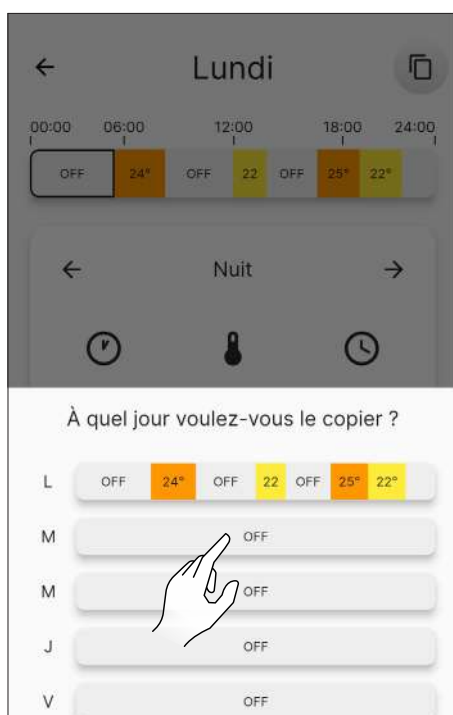 Lundi
00:00 06:00 12:00 18:00 24:00
OFF 24° OFF 22 OFF 25° 22°
Nuit
À quel jour voulez-vous le copier ?
L OFF 24° OFF 22 OFF 25° 22°
M OFF
M OFF
J OFF
V OFF